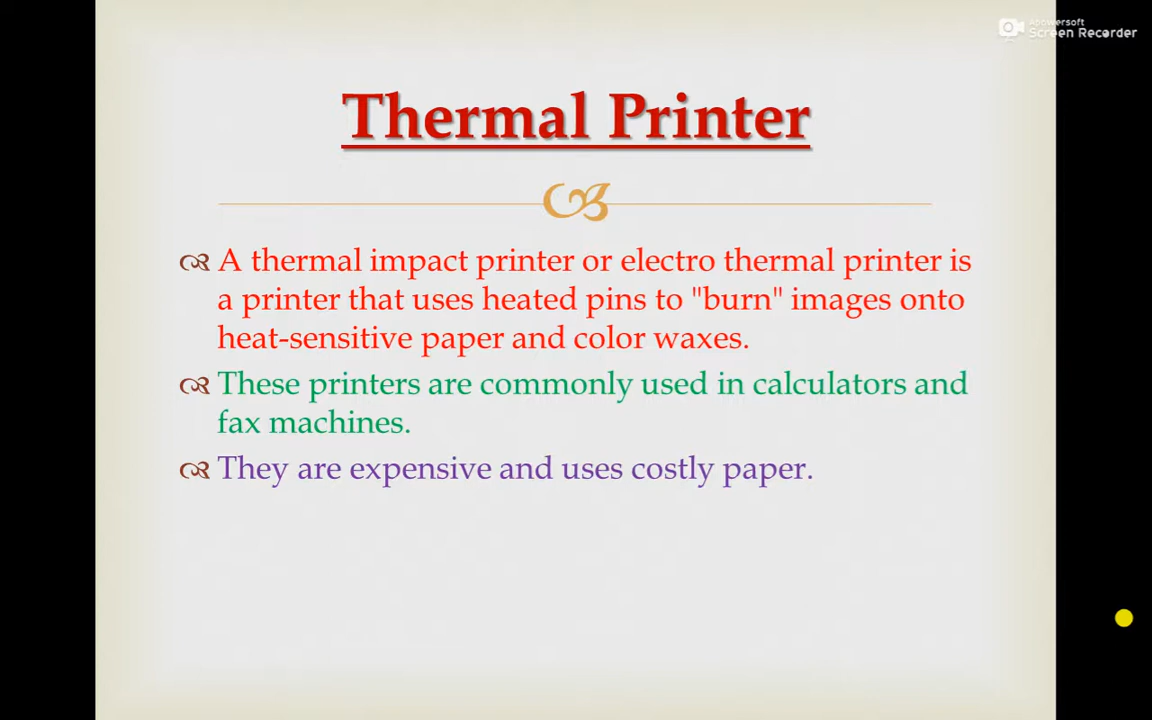 Apowersoft
Screen Recorder
Thermal Printer
A thermal impact printer or electro thermal printer is
a printer that uses heated pins to "burn" images onto
heat-sensitive paper and color waxes.
These printers are commonly used in calculators and
fax machines.
They are expensive and uses costly paper.